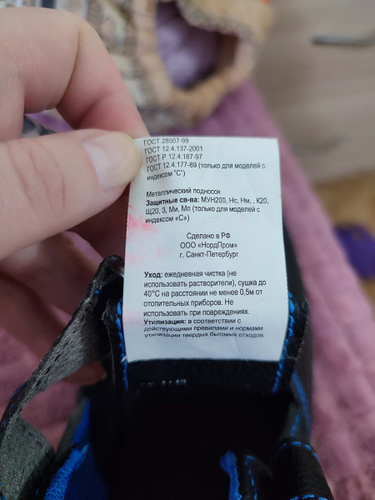 ГОСТ 28507-99
ГОСТ 12.4.137-2001
ГОСТ Р 12.4.187-97
ГОСТ 12.4.177-89 (только для моделей с
индексом "С")
Металлический подносок
Защитные св-ва: МУН200, Нс, Нм, , К20,
Щ20, З, Ми, Мп (только для моделей с
индексом «С»)
Сделано в РФ
ООО «НордПром»
г. Санкт-Петербург
Уход: ежедневная чистка (не
использовать растворители), сушка до
40°С на расстоянии не менее 0,5м от
отопительных приборов. Не
использовать при повреждениях.
Утилизация: в соответствии с
действующими правилами и нормами
утилизации твердых бытовых отходов